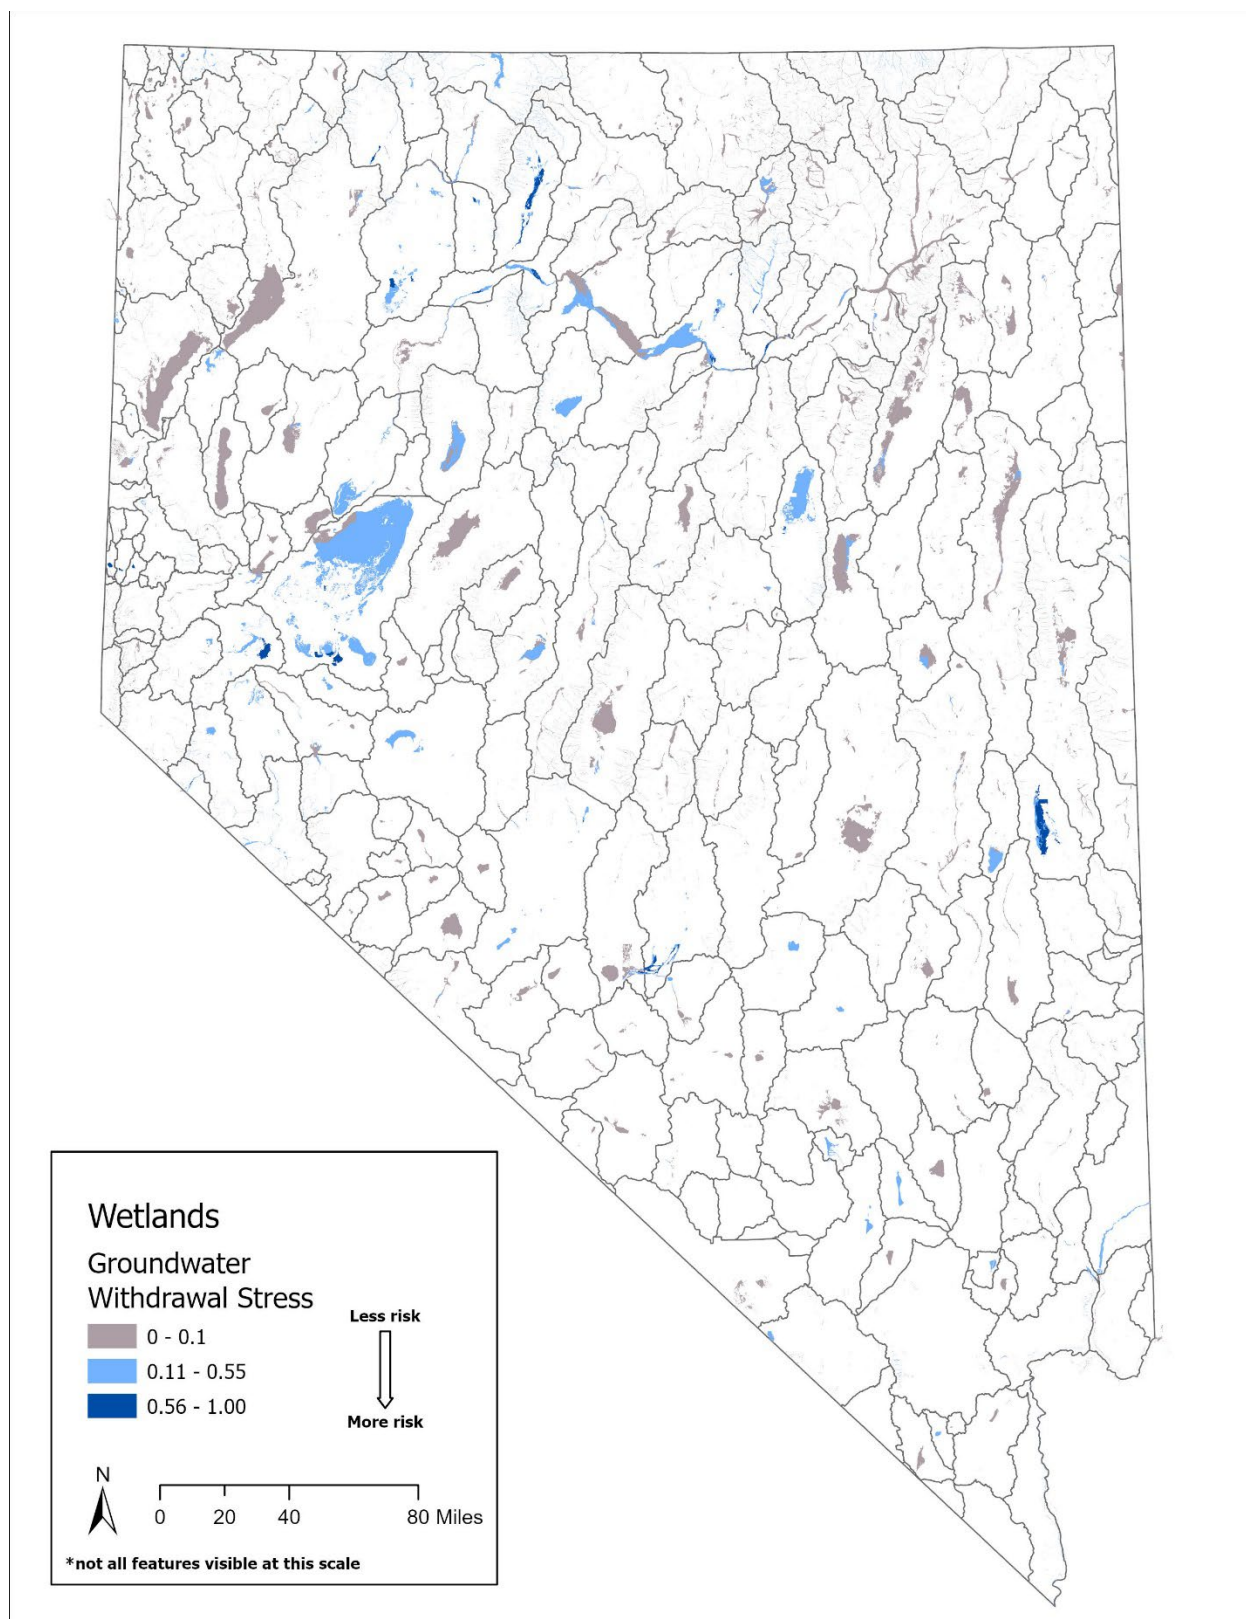 Wetlands
Groundwater
Withdrawal Stress
0 - 0.1
0.11 - 0.55
0.56 - 1.00
Less risk
More risk
N
0 20 40 80 Miles
*not all features visible at this scale